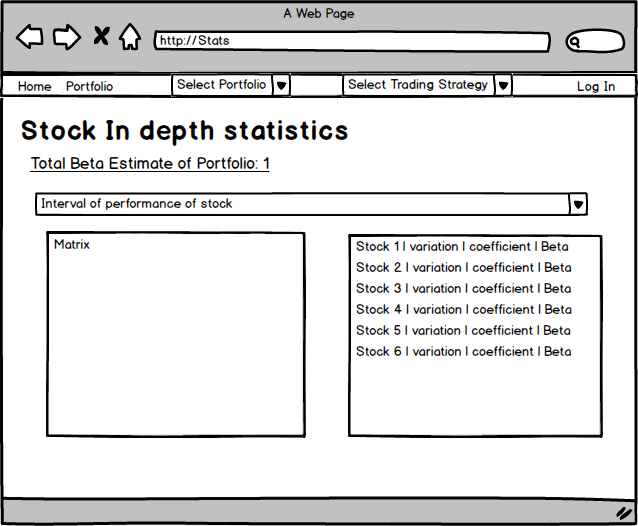 A Web Page
http://Stats
Home Portfolio Select Portfolio Select Trading Strategy Log In
Stock In depth statistics
Total Beta Estimate of Portfolio: 1
Interval of performance of stock
Matrix
Stock 1 | variation | coefficient | Beta
Stock 2 | variation | coefficient | Beta
Stock 3 | variation | coefficient | Beta
Stock 4 | variation | coefficient | Beta
Stock 5 | variation | coefficient | Beta
Stock 6 | variation | coefficient | Beta